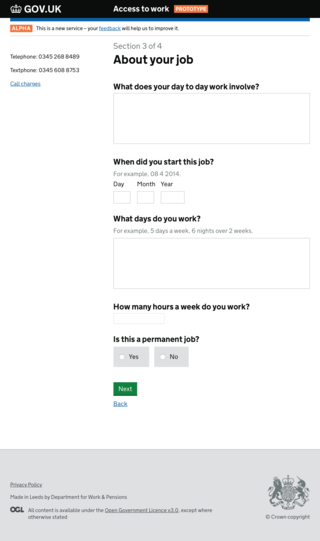 GOV.UK
Access to work PROTOTYPE
ALPHA This is a new service – your feedback will help us to improve it.
Section 3 of 4
About your job
Telephone: 0345 268 8489
Textphone: 0345 608 8753
Call charges
What does your day to day work involve?
When did you start this job?
For example, 08 4 2014.
Day Month Year
What days do you work?
For example, 5 days a week, 6 nights over 2 weeks.
How many hours a week do you work?
Is this a permanent job?
Yes No
Next
Back
Privacy Policy
Made in Leeds by Department for Work & Pensions
OGL All content is available under the Open Government Licence v3.0, except where
otherwise stated
© Crown copyright